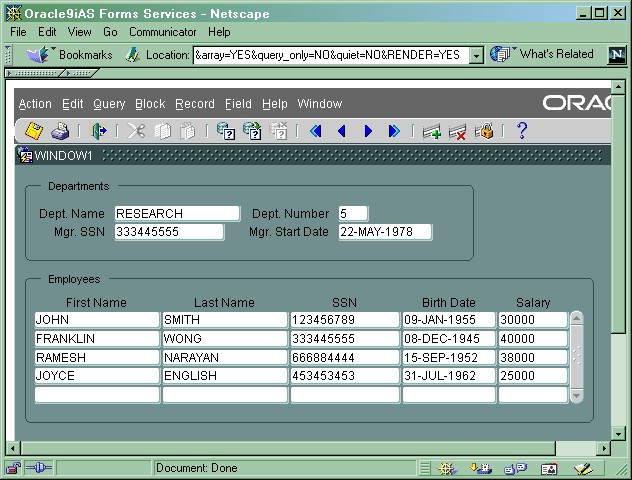 Oracle9iAS Forms Services - Netscape
File Edit View Go Communicator Help
Bookmarks Location: &array=YES&query_only=NO&quiet=NO&RENDER=YES What's Related N
Action Edit Query Block Record Field Help Window ORAC
WINDOW1
Departments
Dept. Name RESEARCH Dept. Number 5
Mgr. SSN 333445555 Mgr. Start Date 22-MAY-1978
Employees
First Name Last Name SSN Birth Date Salary
JOHN SMITH 123456789 09-JAN-1955 30000
FRANKLIN WONG 333445555 08-DEC-1945 40000
RAMESH NARAYAN 666884444 15-SEP-1952 38000
JOYCE ENGLISH 453453453 31-JUL-1962 25000
Document: Done